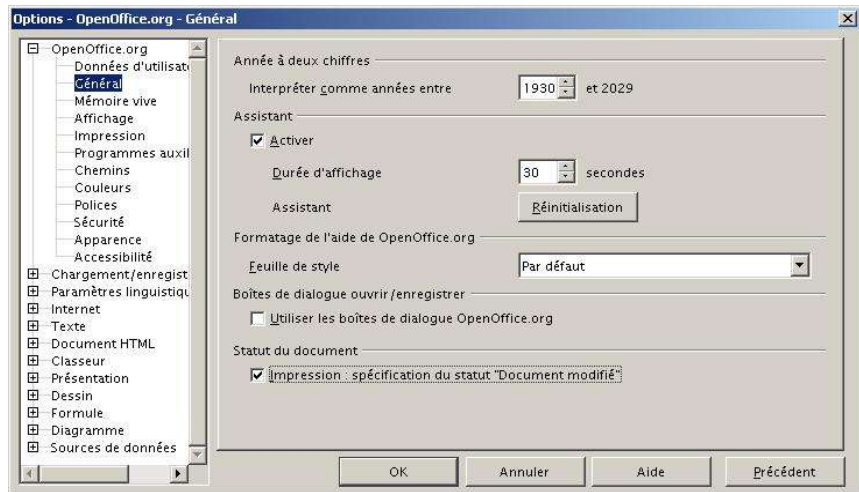 Options - OpenOffice.org - Général
OpenOffice.org
Données d'utilisat
Général
Mémoire vive
Affichage
Impression
Programmes auxil
Chemins
Couleurs
Polices
Sécurité
Apparence
Accessibilité
Chargement/enregist
Paramètres linguistiqu
Internet
Texte
Document HTML
Classeur
Présentation
Dessin
Formule
Diagramme
Sources de données
Année à deux chiffres
Interpréter comme années entre 1930 et 2029
Assistant
Activer
Durée d'affichage 30 secondes
Assistant Réinitialisation
Formatage de l'aide de OpenOffice.org
Feuille de style Par défaut
Boîtes de dialogue ouvrir/enregistrer
Utiliser les boîtes de dialogue OpenOffice.org
Statut du document
Impression : spécification du statut "Document modifié"
OK Annuler Aide Précédent